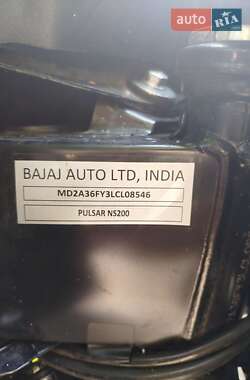 AUTO RIA
BAJAJ AUTO LTD, INDIA
MD2A36FY3LCL08546
PULSAR NS200